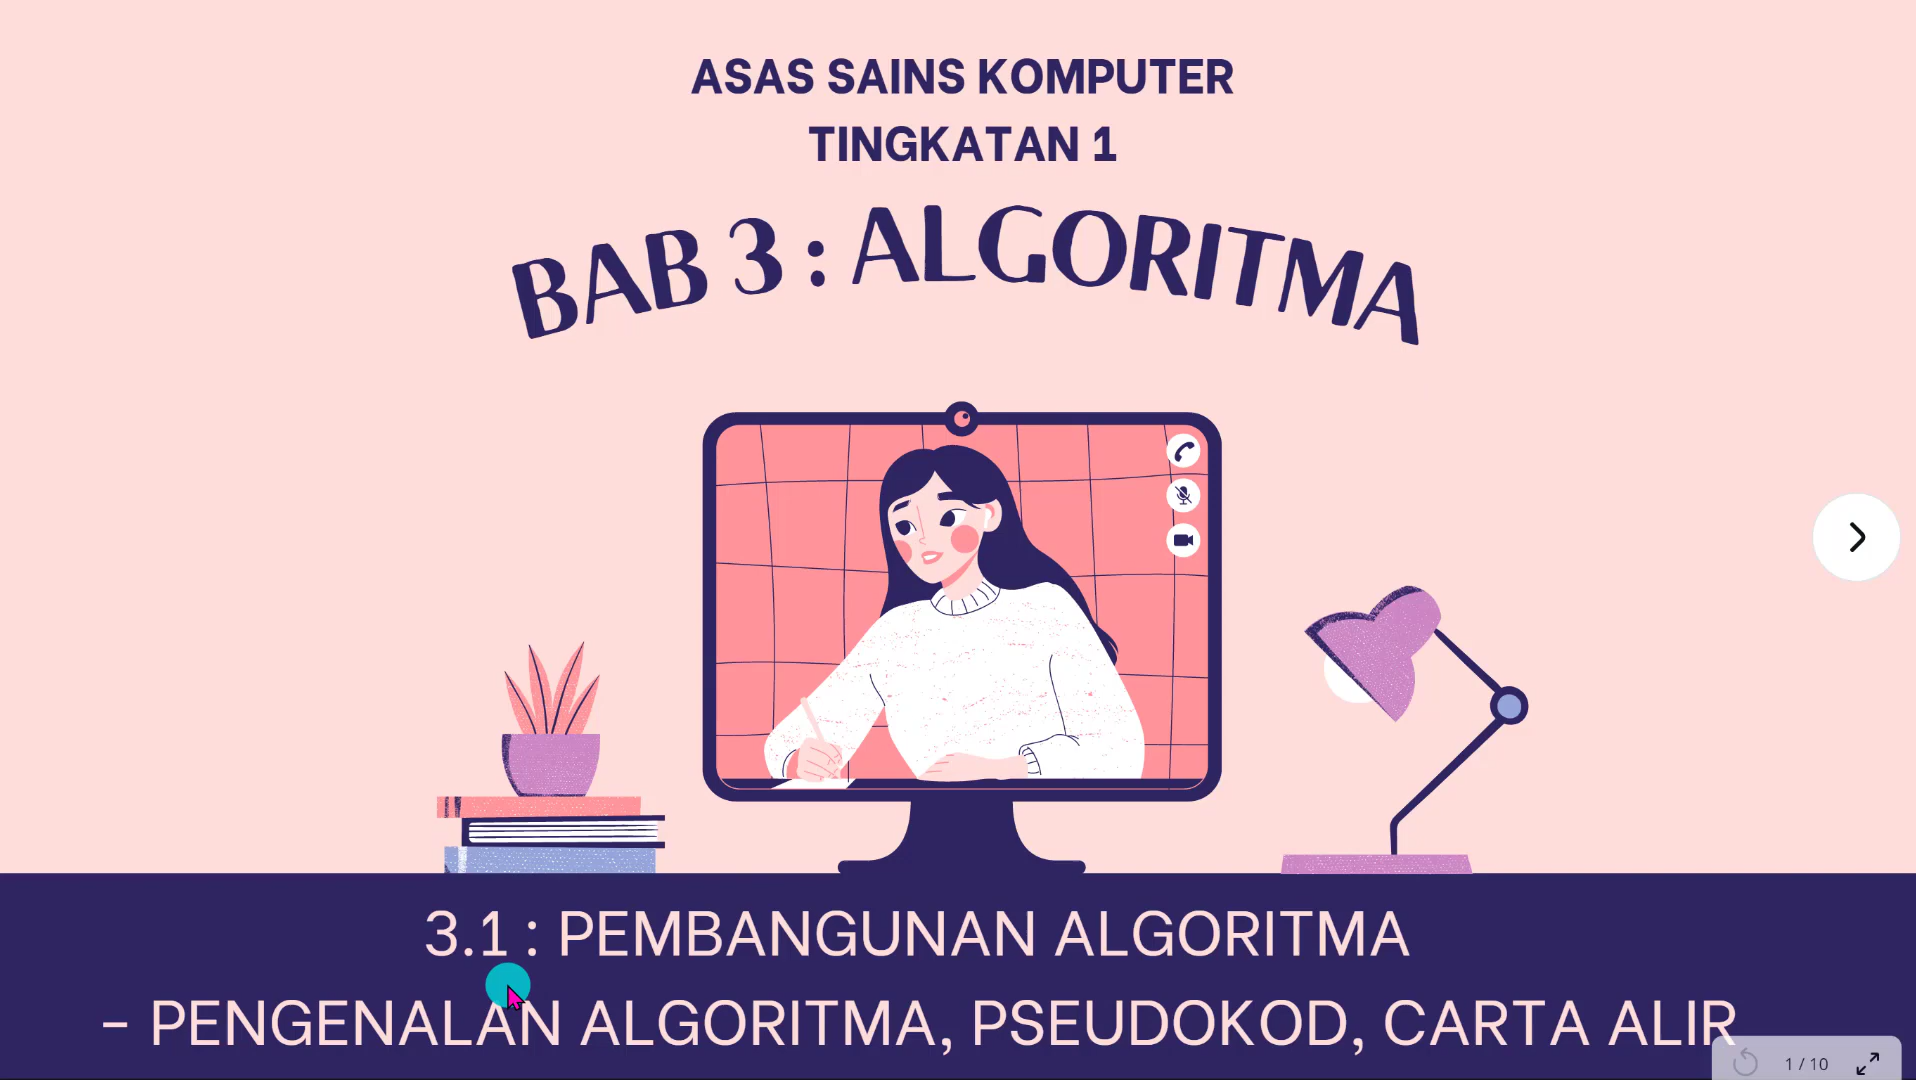 ASAS SAINS KOMPUTER
TINGKATAN 1
BAB 3 : ALGORITMA
3.1 : PEMBANGUNAN ALGORITMA
- PENGENALAN ALGORITMA, PSEUDOKOD, CARTA ALIR
1 / 10